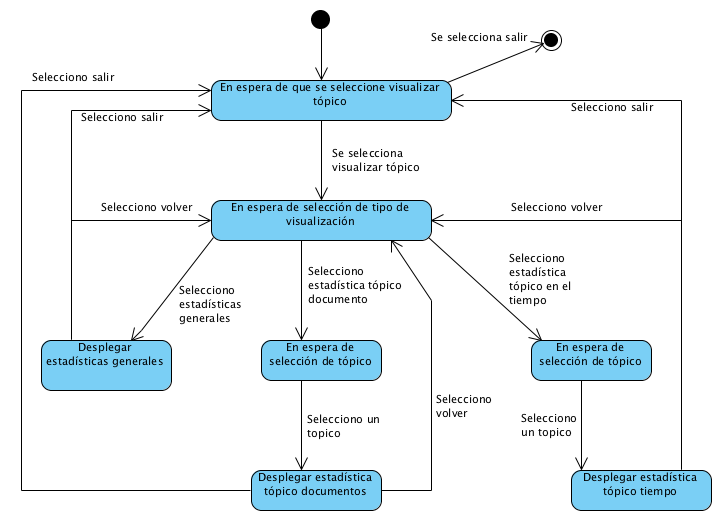 Se selecciona salir
Selecciono salir
En espera de que se seleccione visualizar
tópico
Selecciono salir
Selecciono salir
Se selecciona
visualizar tópico
Selecciono volver
En espera de selección de tipo de
visualización
Selecciono volver
Selecciono
estadísticas
generales
Selecciono
estadística tópico
documento
Selecciono
estadística
tópico en el
tiempo
Desplegar
estadísticas generales
En espera de
selección de tópico
En espera de
selección de tópico
Selecciono un
topico
Selecciono
volver
Selecciono
un topico
Desplegar estadística
tópico documentos
Desplegar estadística
tópico tiempo